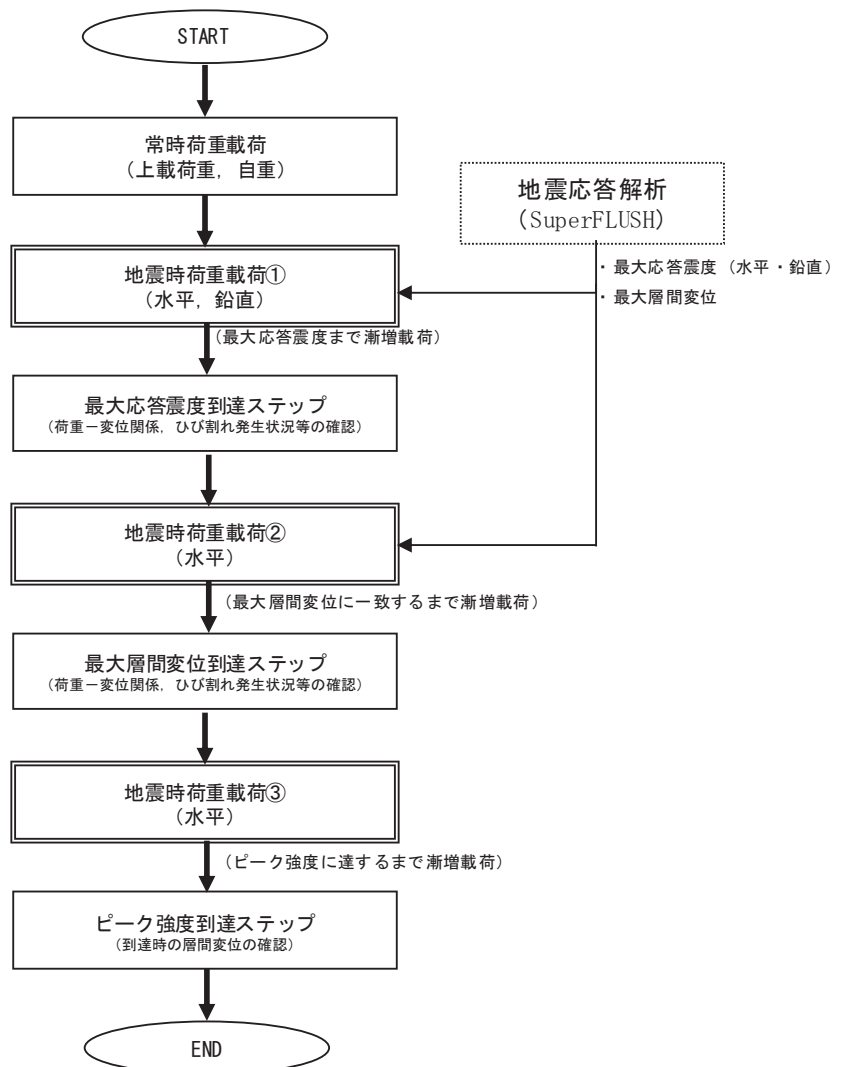 START
常時荷重載荷
（上載荷重，自重）
地震応答解析
（SuperFLUSH）
・最大応答震度（水平・鉛直）
・最大層間変位
地震時荷重載荷①
（水平，鉛直）
（最大応答震度まで漸増載荷）
最大応答震度到達ステップ
（荷重－変位関係，ひび割れ発生状況等の確認）
地震時荷重載荷②
（水平）
（最大層間変位に一致するまで漸増載荷）
最大層間変位到達ステップ
（荷重－変位関係，ひび割れ発生状況等の確認）
地震時荷重載荷③
（水平）
（ピーク強度に達するまで漸増載荷）
ピーク強度到達ステップ
（到達時の層間変位の確認）
END